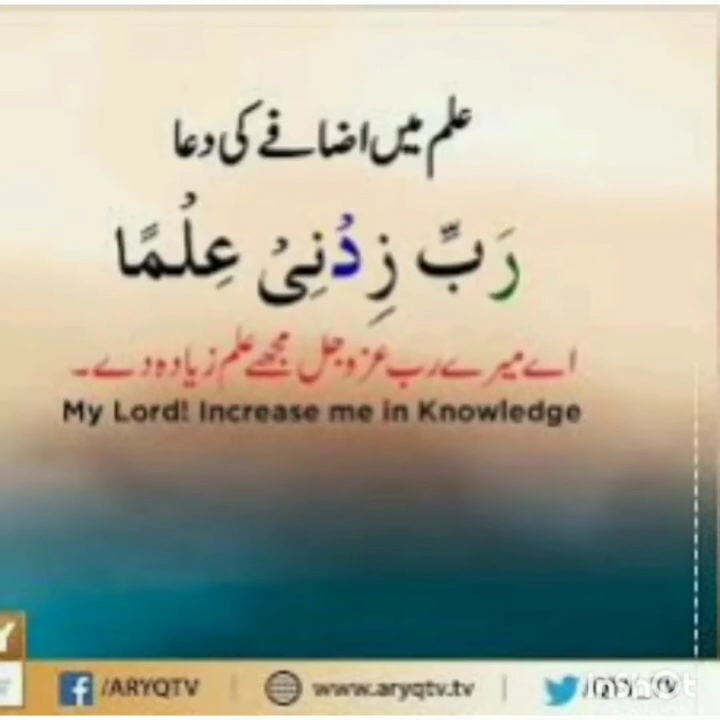 علم میں اضافے کی دعا
رَبِّ زِدْنِیْ عِلْمًا
اے میرے رب عزوجل مجھے علم زیادہ دے۔
My Lord! Increase me in Knowledge
/ARYQTV | www.aryqtv.tv |